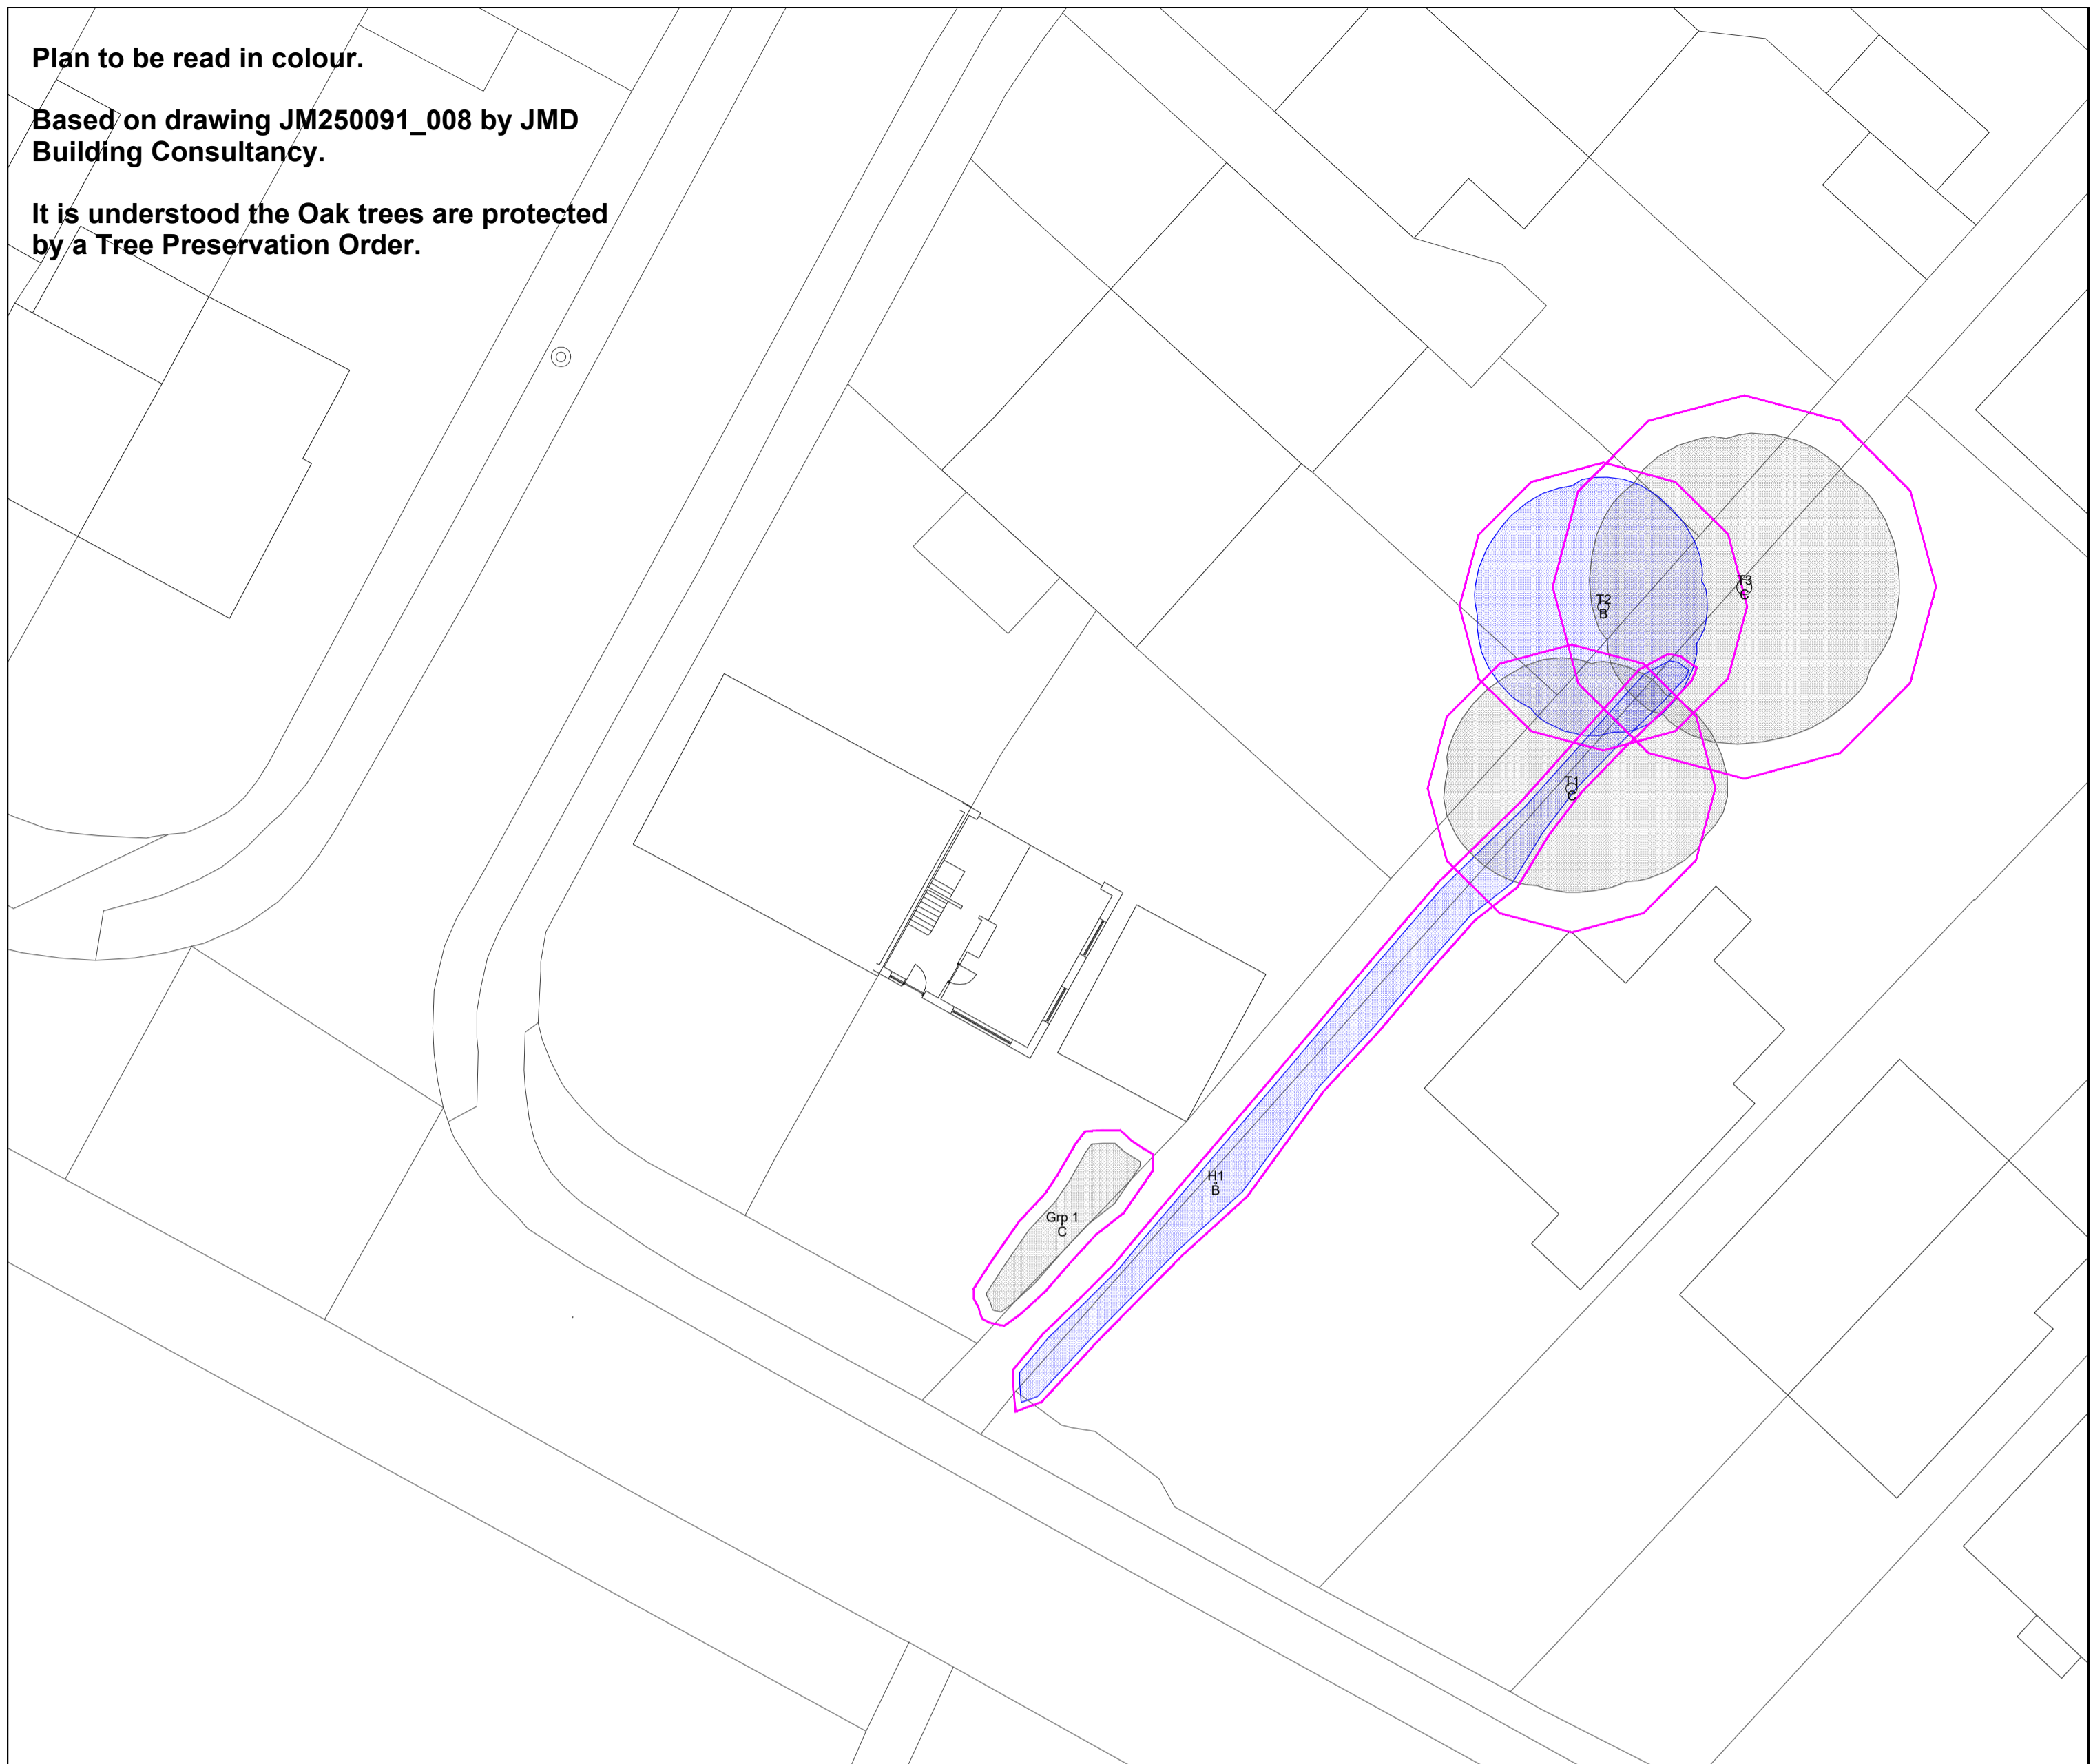 Plan to be read in colour.
Based on drawing JM250091_008 by JMD
Building Consultancy.
It is understood the Oak trees are protected
by a Tree Preservation Order.
T3
C
T2
B
T1
C
H1
B
Grp 1
C